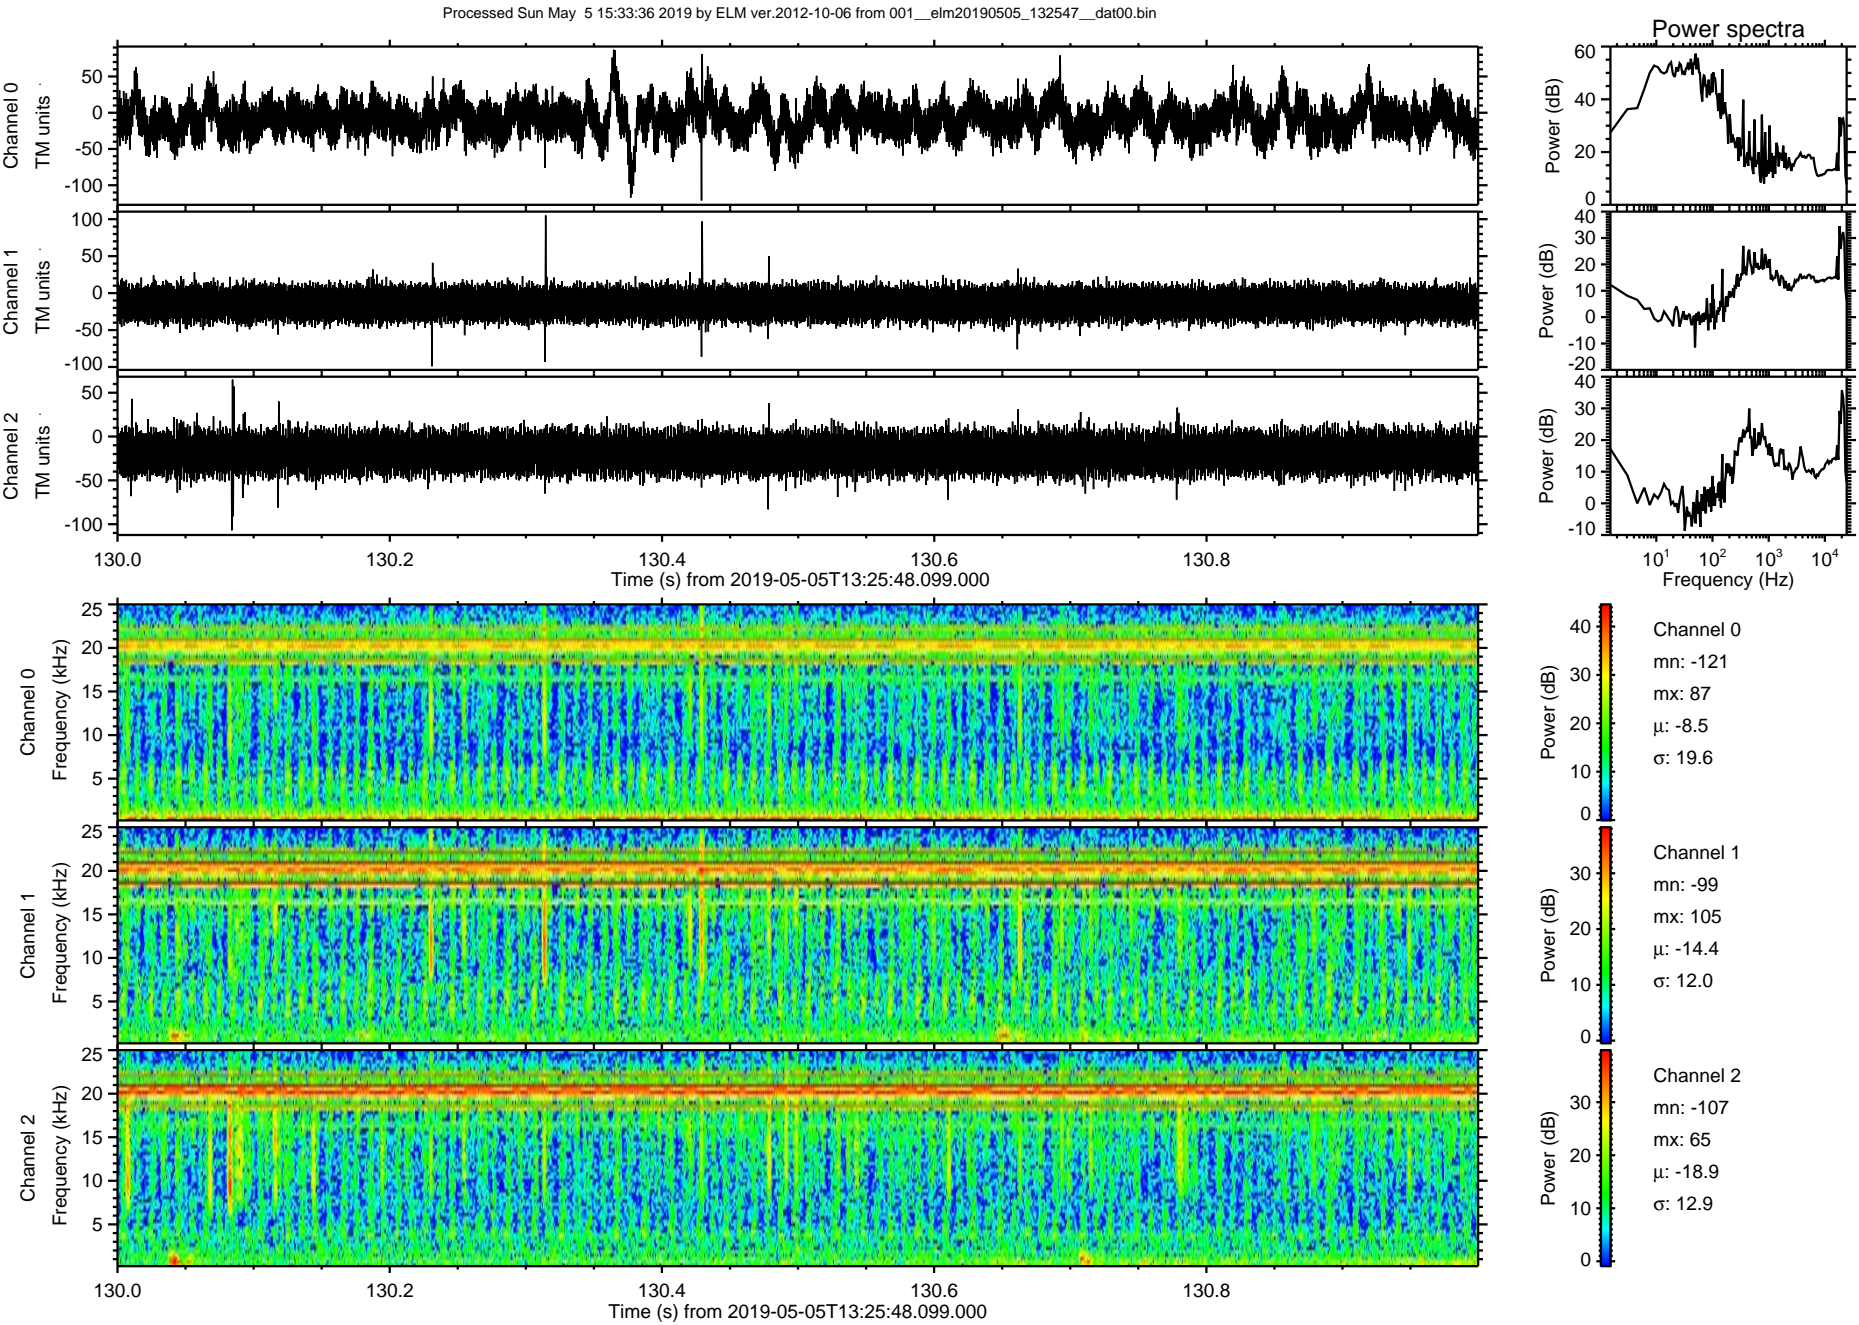 Processed Sun May  5 15:33:36 2019 by ELM ver.2012-10-06 from 001__elm20190505_132547__dat00.bin
Power spectra
Channel 0
TM units
50
0
-50
-100
Power (dB)
60
40
20
0
Channel 1
TM units
100
50
0
-50
-100
Power (dB)
40
30
20
10
0
-10
-20
Channel 2
TM units
50
0
-50
-100
Power (dB)
40
30
20
10
0
-10
130.0 130.2 130.4 130.6 130.8
Time (s) from 2019-05-05T13:25:48.099.000
10¹ 10² 10³ 10⁴
Frequency (Hz)
Channel 0
Frequency (kHz)
25
20
15
10
5
Power (dB)
40
30
20
10
0
Channel 0
mn: -121
mx: 87
μ: -8.5
σ: 19.6
Channel 1
Frequency (kHz)
25
20
15
10
5
Power (dB)
30
20
10
0
Channel 1
mn: -99
mx: 105
μ: -14.4
σ: 12.0
Channel 2
Frequency (kHz)
25
20
15
10
5
Power (dB)
30
20
10
0
Channel 2
mn: -107
mx: 65
μ: -18.9
σ: 12.9
130.0 130.2 130.4 130.6 130.8
Time (s) from 2019-05-05T13:25:48.099.000